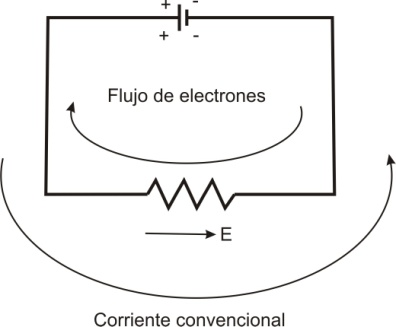 + -
+ -
Flujo de electrones
E
Corriente convencional